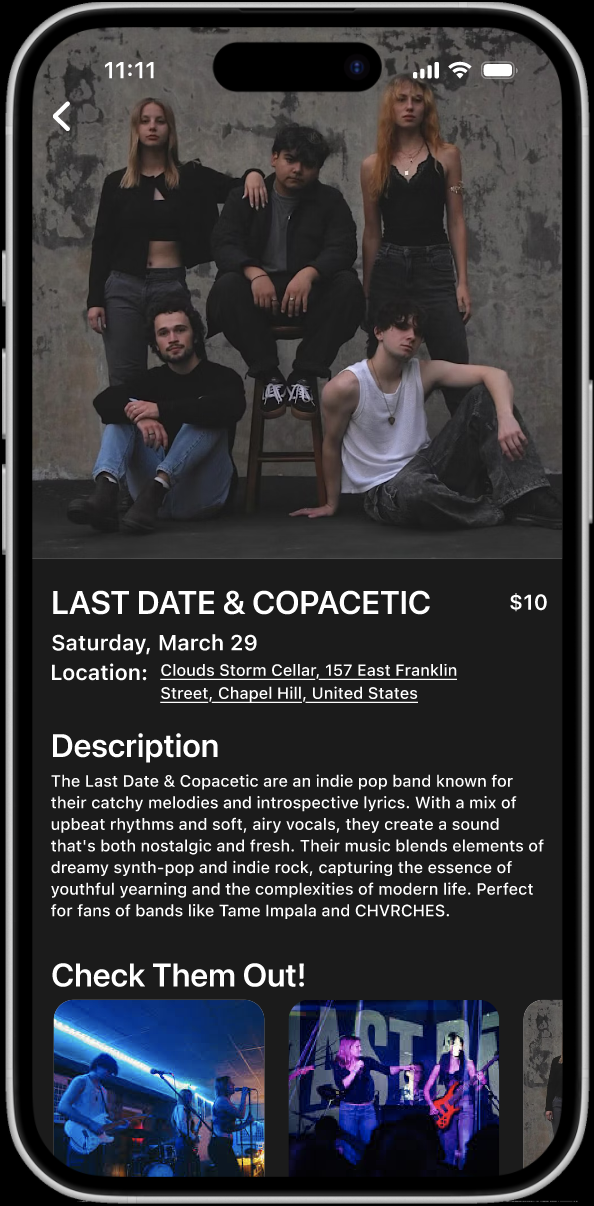 11:11
LAST DATE & COPACETIC
$10
Saturday, March 29
Location: Clouds Storm Cellar, 157 East Franklin
Street, Chapel Hill, United States
Description
The Last Date & Copacetic are an indie pop band known for
their catchy melodies and introspective lyrics. With a mix of
upbeat rhythms and soft, airy vocals, they create a sound
that's both nostalgic and fresh. Their music blends elements of
dreamy synth-pop and indie rock, capturing the essence of
youthful yearning and the complexities of modern life. Perfect
for fans of bands like Tame Impala and CHVRCHES.
Check Them Out!
LAST DA